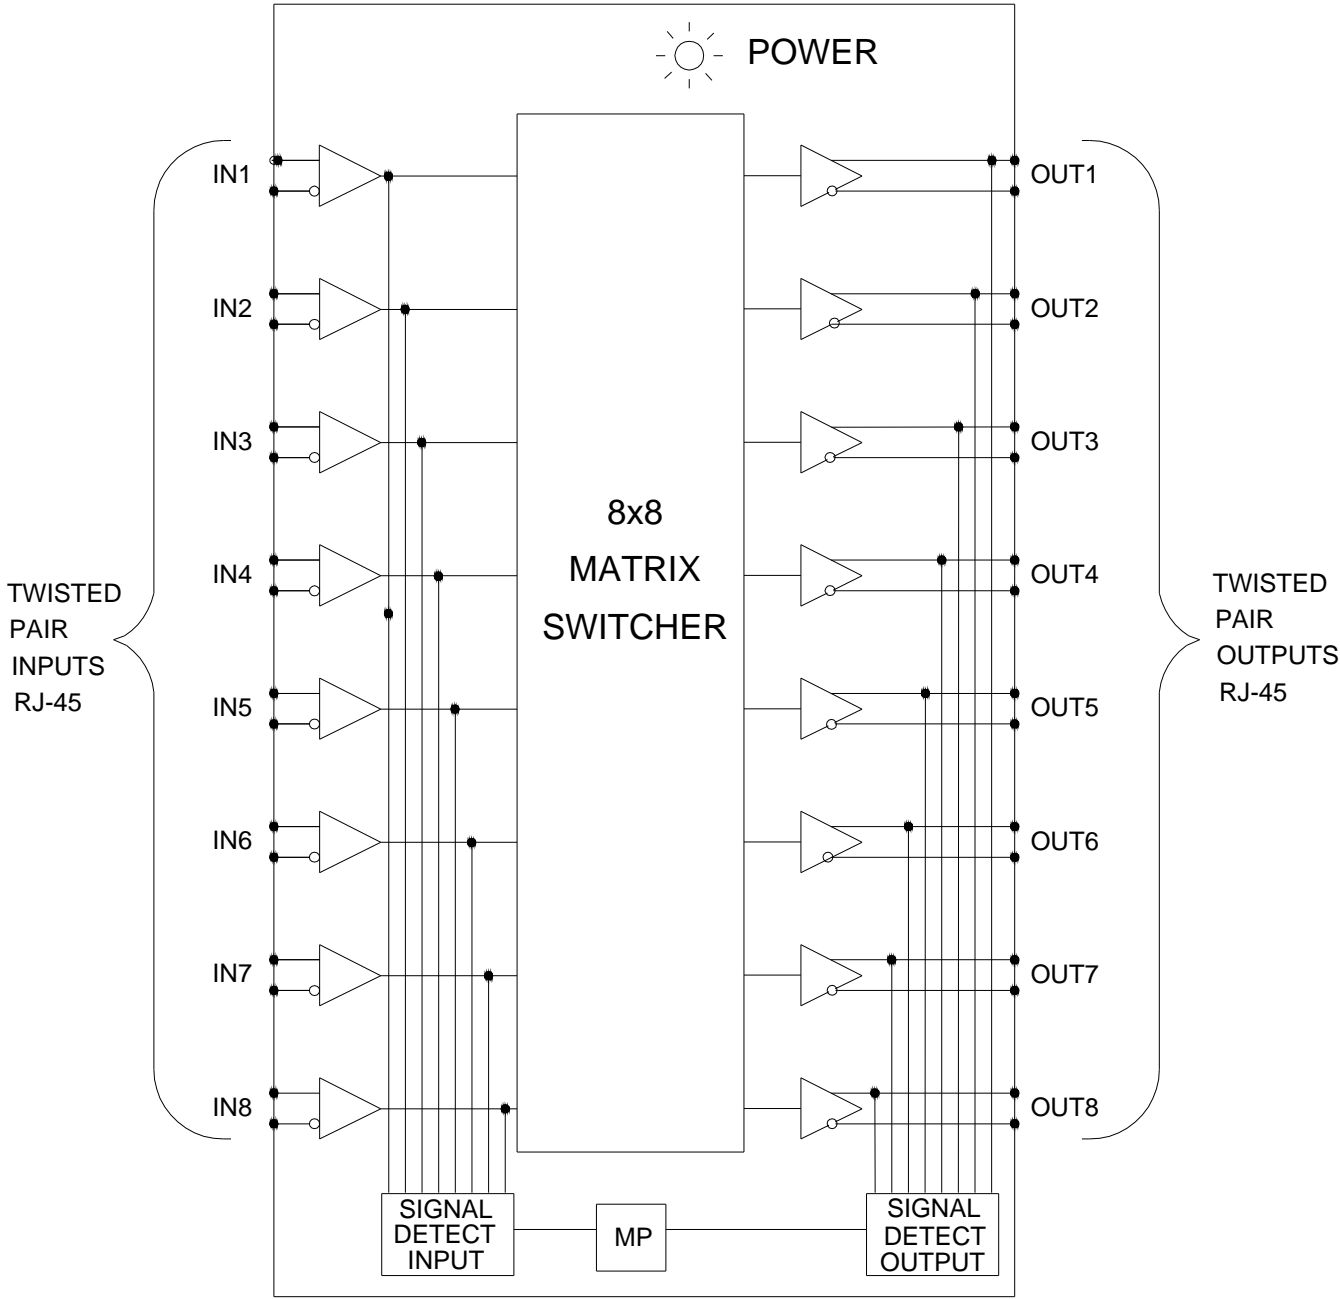 POWER
IN1
OUT1
IN2
OUT2
IN3
OUT3
8x8
MATRIX
SWITCHER
IN4
OUT4
TWISTED
PAIR
INPUTS
RJ-45
TWISTED
PAIR
OUTPUTS
RJ-45
IN5
OUT5
IN6
OUT6
IN7
OUT7
IN8
OUT8
SIGNAL
DETECT
INPUT
MP
SIGNAL
DETECT
OUTPUT